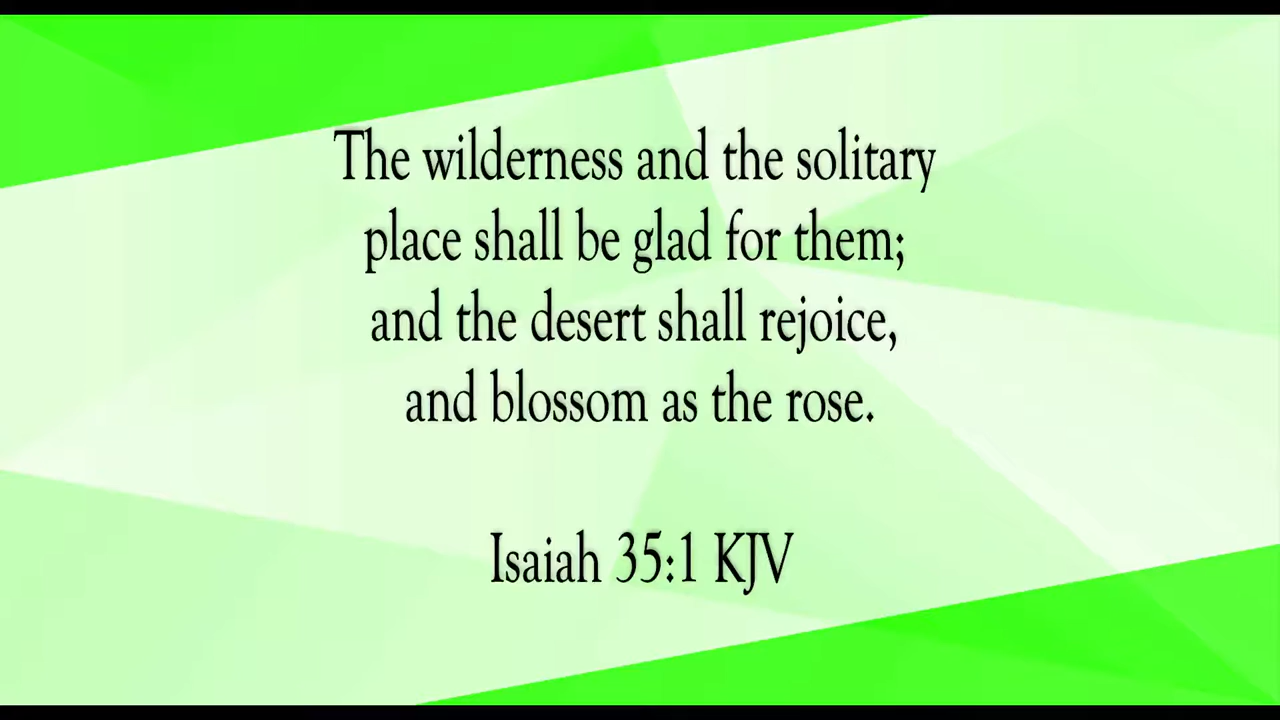 The wilderness and the solitary
place shall be glad for them;
and the desert shall rejoice,
and blossom as the rose.
Isaiah 35:1 KJV